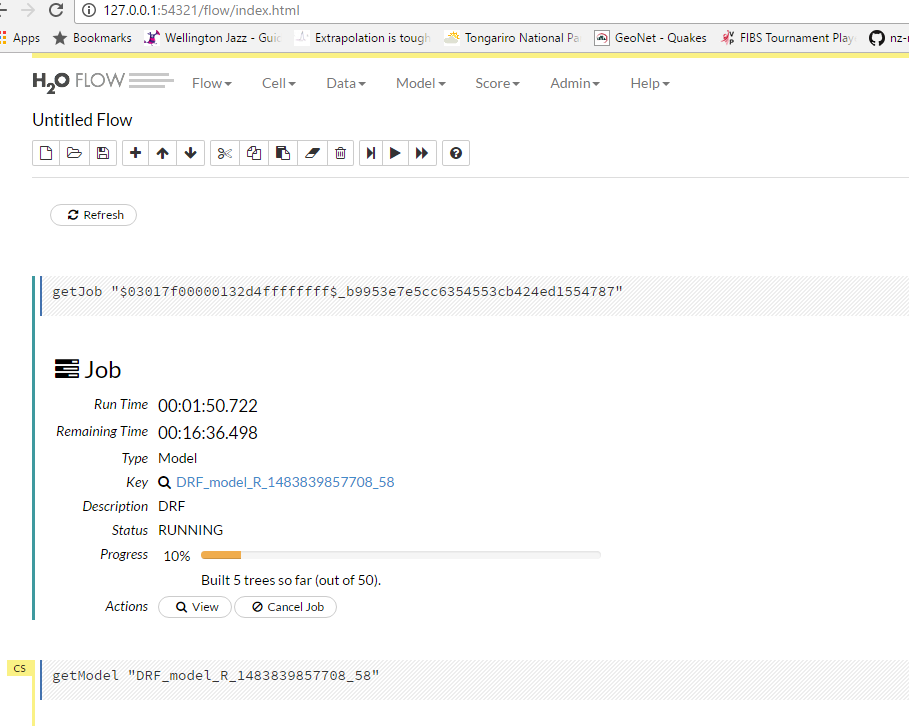 127.0.0.1:54321/flow/index.html
Apps Bookmarks Wellington Jazz - Guid Extrapolation is tough Tongariro National Pa GeoNet - Quakes FIBS Tournament Play nz-r
H2O FLOW Flow Cell Data Model Score Admin Help
Untitled Flow
Refresh
getJob "$03017f00000132d4ffffffff$_b9953e7e5cc6354553cb424ed1554787"
Job
Run Time 00:01:50.722
Remaining Time 00:16:36.498
Type Model
Key DRF_model_R_1483839857708_58
Description DRF
Status RUNNING
Progress 10%
Built 5 trees so far (out of 50).
Actions View Cancel Job
CS
getModel "DRF_model_R_1483839857708_58"